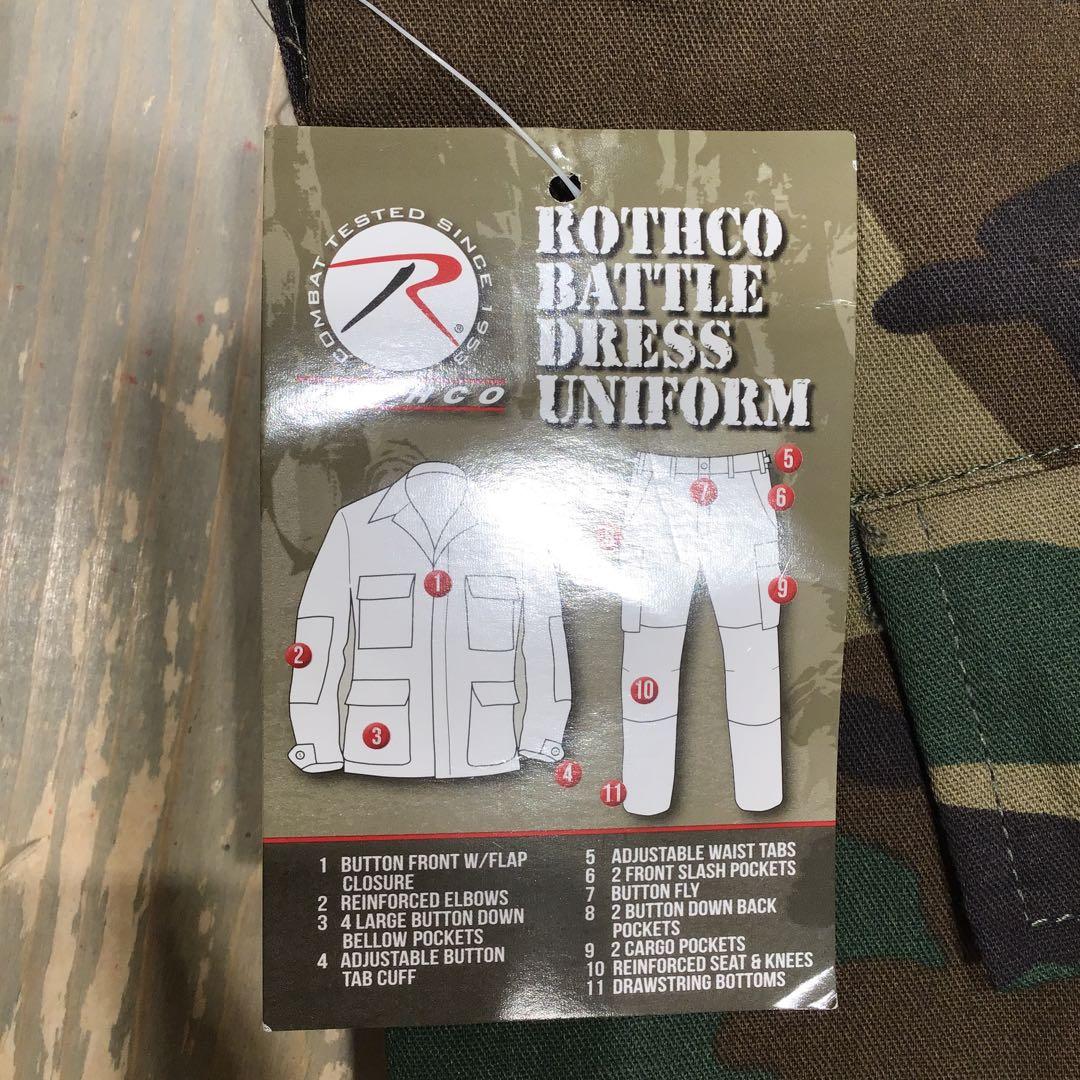 COMBAT TESTED SINCE 1953
R
®
HCO
ROTHCO
BATTLE
DRESS
UNIFORM
5
7
6
1
9
2
10
3
4
11
1 BUTTON FRONT W/FLAP
CLOSURE
2 REINFORCED ELBOWS
3 4 LARGE BUTTON DOWN
BELLOW POCKETS
4 ADJUSTABLE BUTTON
TAB CUFF
5 ADJUSTABLE WAIST TABS
6 2 FRONT SLASH POCKETS
7 BUTTON FLY
8 2 BUTTON DOWN BACK
POCKETS
9 2 CARGO POCKETS
10 REINFORCED SEAT & KNEES
11 DRAWSTRING BOTTOMS